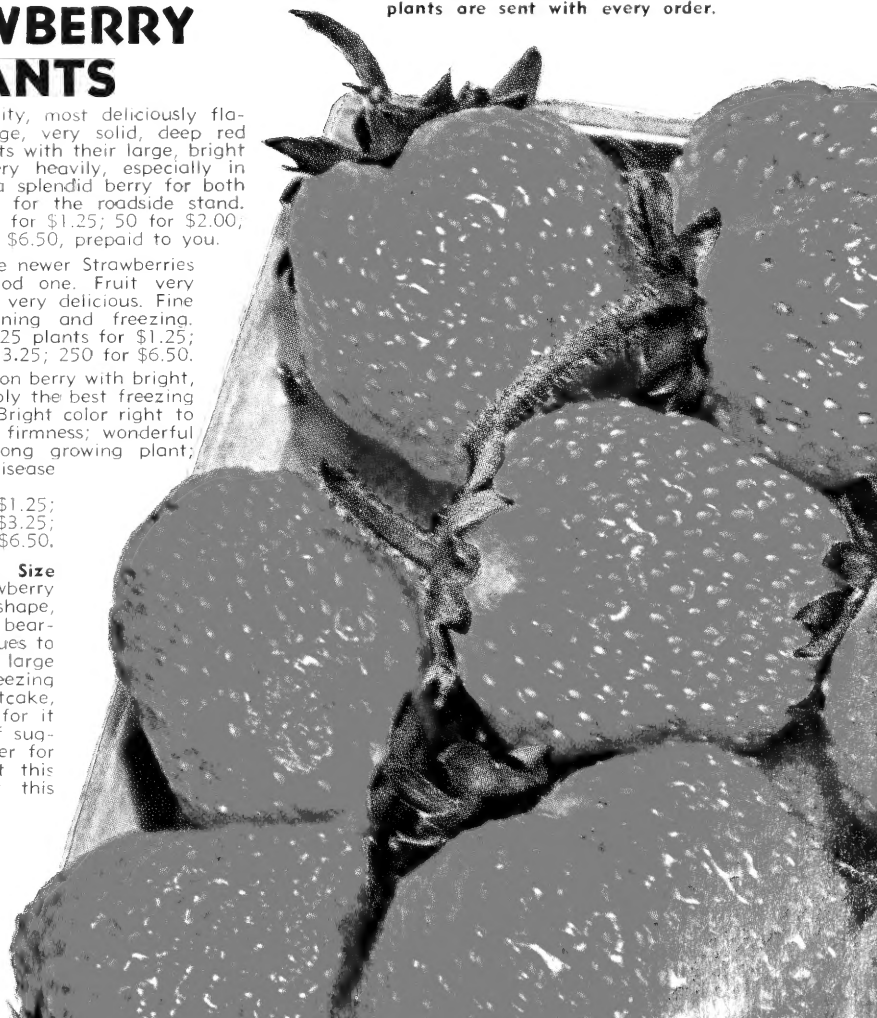 plants are sent with every order.
WBERRY
ANTS
ity, most deliciously fla-
ge, very solid, deep red
ts with their large, bright
ry heavily, especially in
a splendid berry for both
for the roadside stand.
for $1.25; 50 for $2.00,
$6.50, prepaid to you.
e newer Strawberries
od one. Fruit very
very delicious. Fine
ning and freezing.
25 plants for $1.25;
3.25; 250 for $6.50.
on berry with bright,
bly the best freezing
Bright color right to
firmness; wonderful
ong growing plant;
isease
$1.25;
$3.25;
$6.50.
Size
wberry
shape,
bear-
ues to
large
eezing
tcake,
for it
f sug-
er for
t this
this